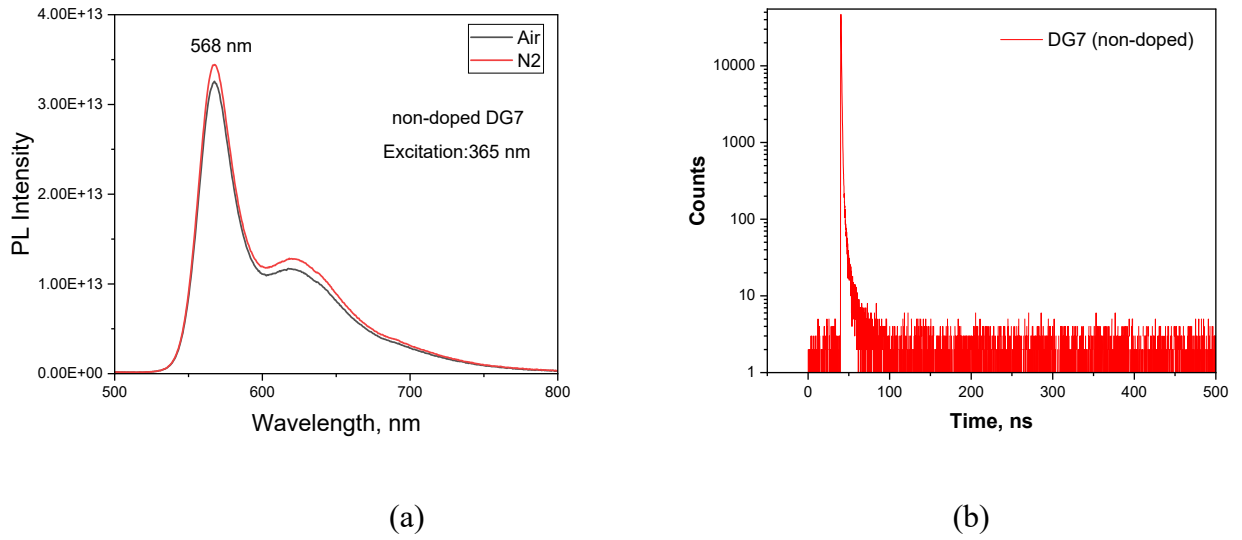 4.00E+13
3.00E+13
2.00E+13
1.00E+13
0.00E+00
PL Intensity
568 nm
Air
N2
non-doped DG7
Excitation:365 nm
500
600
700
800
Wavelength, nm
(a)
10000
1000
100
10
1
Counts
DG7 (non-doped)
0
100
200
300
400
500
Time, ns
(b)